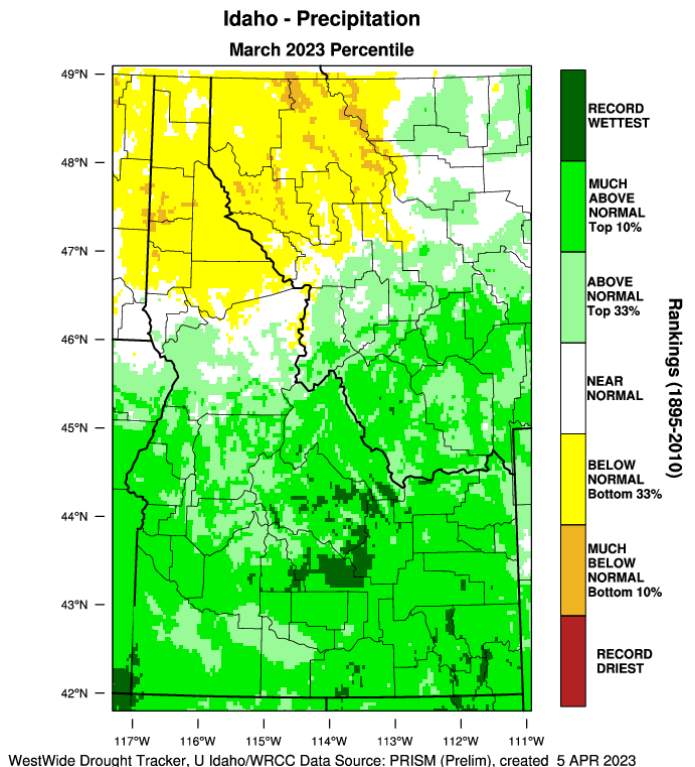 Idaho - Precipitation
March 2023 Percentile
49°N
48°N
47°N
46°N
45°N
44°N
43°N
42°N
117°W
116°W
115°W
114°W
113°W
112°W
111°W
RECORD
WETTEST
MUCH
ABOVE
NORMAL
Top 10%
ABOVE
NORMAL
Top 33%
NEAR
NORMAL
BELOW
NORMAL
Bottom 33%
MUCH
BELOW
NORMAL
Bottom 10%
RECORD
DRIEST
Rankings (1895-2010)
WestWide Drought Tracker, U Idaho/WRCC Data Source: PRISM (Prelim), created 5 APR 2023